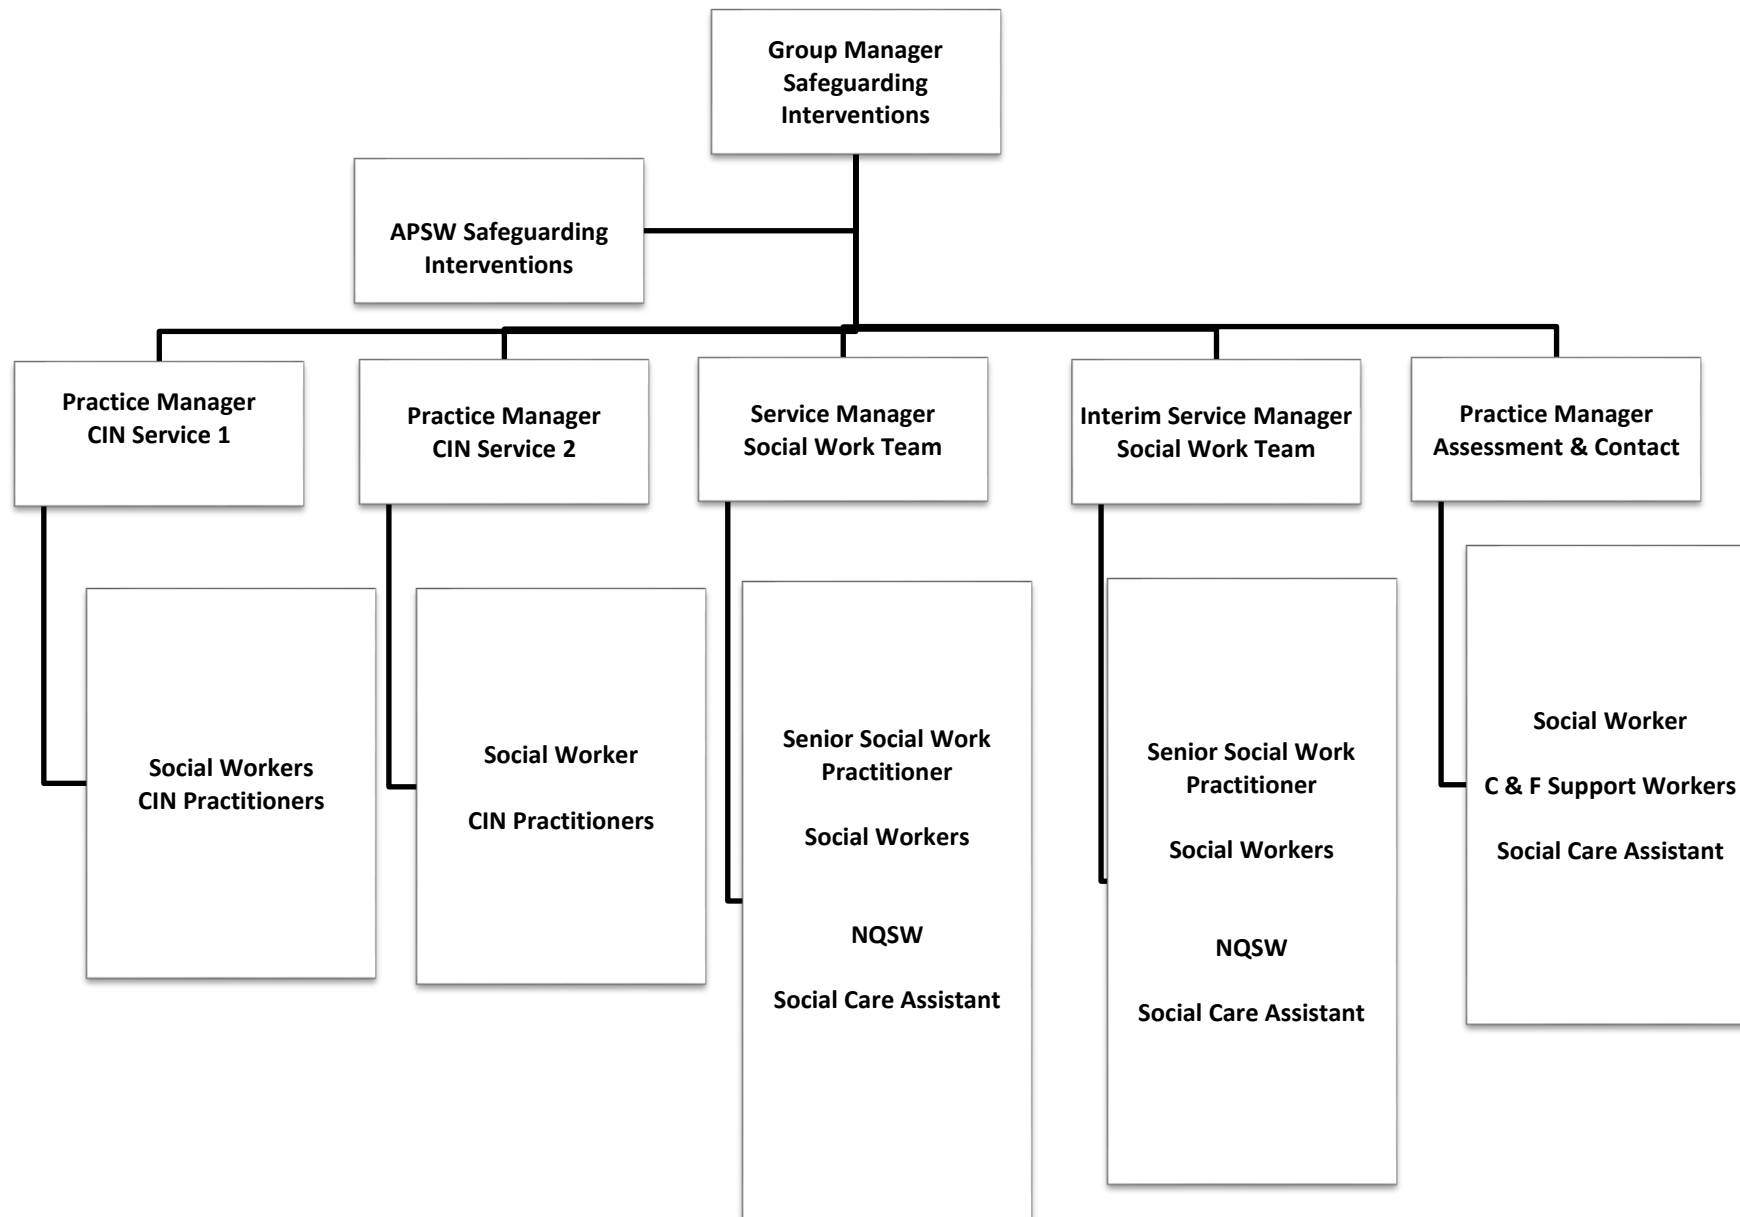 Group Manager
Safeguarding
Interventions
APSW Safeguarding
Interventions
Practice Manager
CIN Service 1
Practice Manager
CIN Service 2
Service Manager
Social Work Team
Interim Service Manager
Social Work Team
Practice Manager
Assessment & Contact
Social Workers
CIN Practitioners
Social Worker
CIN Practitioners
Senior Social Work
Practitioner
Social Workers
NQSW
Social Care Assistant
Senior Social Work
Practitioner
Social Workers
NQSW
Social Care Assistant
Social Worker
C & F Support Workers
Social Care Assistant